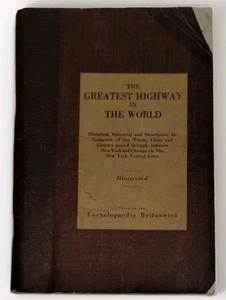 THE
GREATEST HIGHWAY
IN
THE WORLD
Historical, Industrial and Descriptive In-
formation of the Towns, Cities and
Country passed through between
New York and Chicago via The
New York Central Lines
Illustrated
Based on the
Encyclopaedia Britannica